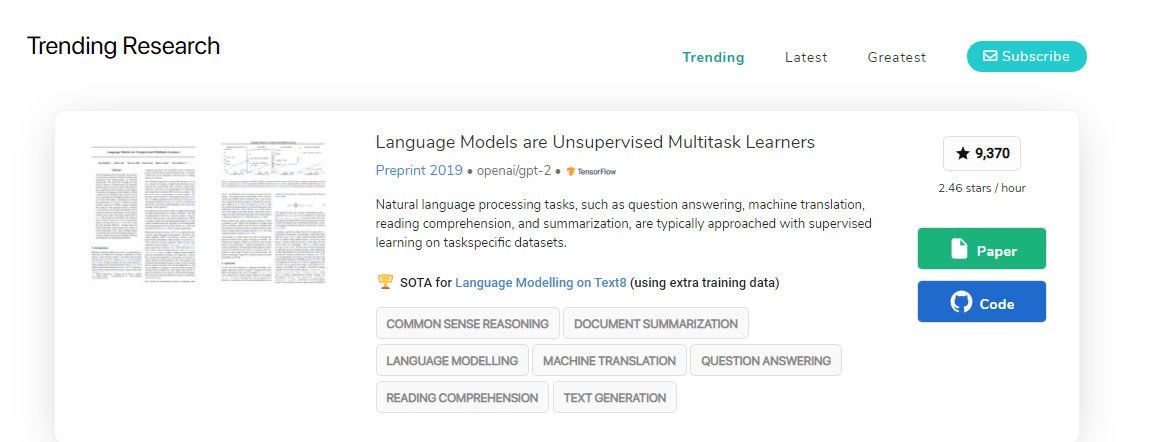 Trending Research
Trending
Latest
Greatest
Subscribe
Language Models are Unsupervised Multitask Learners
Preprint 2019 • openai/gpt-2 • TensorFlow
Natural language processing tasks, such as question answering, machine translation,
reading comprehension, and summarization, are typically approached with supervised
learning on taskspecific datasets.
SOTA for Language Modelling on Text8 (using extra training data)
COMMON SENSE REASONING
DOCUMENT SUMMARIZATION
LANGUAGE MODELLING
MACHINE TRANSLATION
QUESTION ANSWERING
READING COMPREHENSION
TEXT GENERATION
9,370
2.46 stars / hour
Paper
Code